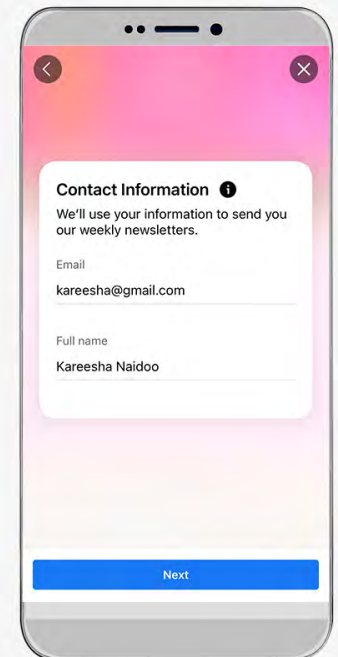 Contact Information
We'll use your information to send you
our weekly newsletters.
Email
kareesha@gmail.com
Full name
Kareesha Naidoo
Next